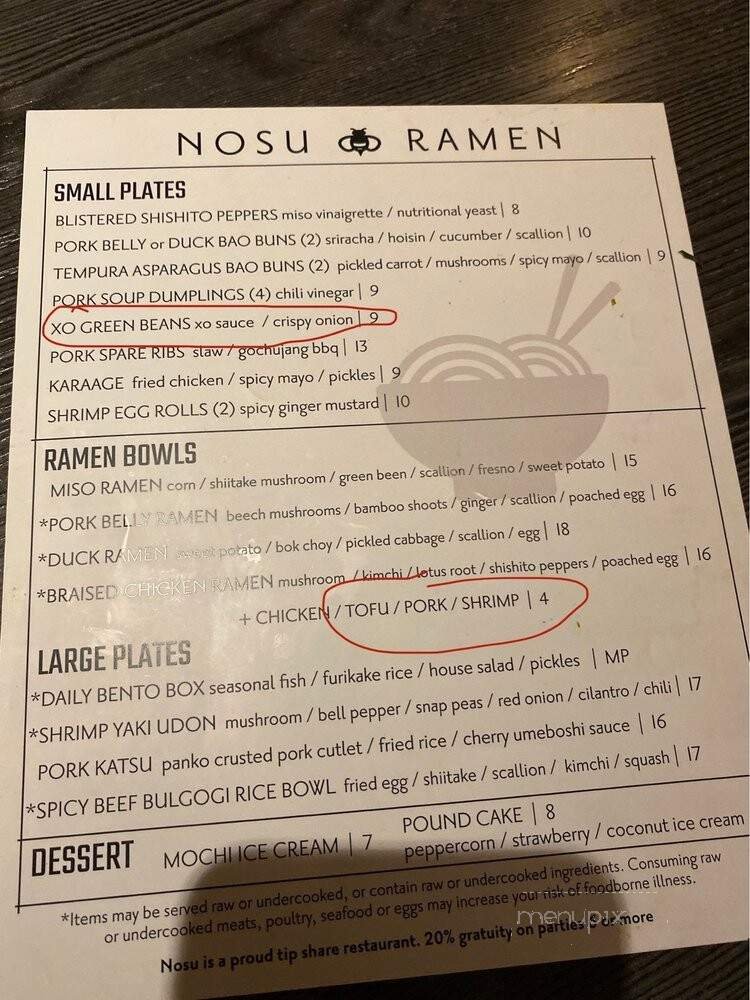 NOSU RAMEN
SMALL PLATES
BLISTERED SHISHITO PEPPERS miso vinaigrette / nutritional yeast | 8
PORK BELLY or DUCK BAO BUNS (2) sriracha / hoisin / cucumber / scallion | 10
TEMPURA ASPARAGUS BAO BUNS (2) pickled carrot / mushrooms / spicy mayo / scallion | 9
PORK SOUP DUMPLINGS (4) chili vinegar | 9
XO GREEN BEANS xo sauce / crispy onion | 9
PORK SPARE RIBS slaw / gochujang bbq | 13
KARAAGE fried chicken / spicy mayo / pickles | 9
SHRIMP EGG ROLLS (2) spicy ginger mustard | 10
RAMEN BOWLS
MISO RAMEN corn / shiitake mushroom / green been / scallion / fresno / sweet potato | 15
*PORK BELLY RAMEN beech mushrooms / bamboo shoots / ginger / scallion / poached egg | 16
*DUCK RAMEN sweet potato / bok choy / pickled cabbage / scallion / egg | 18
*BRAISED CHICKEN RAMEN mushroom / kimchi / lotus root / shishito peppers / poached egg | 16
+ CHICKEN / TOFU / PORK / SHRIMP | 4
LARGE PLATES
*DAILY BENTO BOX seasonal fish / furikake rice / house salad / pickles | MP
*SHRIMP YAKI UDON mushroom / bell pepper / snap peas / red onion / cilantro / chili | 17
PORK KATSU panko crusted pork cutlet / fried rice / cherry umeboshi sauce | 16
*SPICY BEEF BULGOGI RICE BOWL fried egg / shiitake / scallion / kimchi / squash | 17
DESSERT
MOCHI ICE CREAM | 7
POUND CAKE | 8
peppercorn / strawberry / coconut ice cream
*Items may be served raw or undercooked, or contain raw or undercooked ingredients. Consuming raw
or undercooked meats, poultry, seafood or eggs may increase your risk of foodborne illness.
Nosu is a proud tip share restaurant. 20% gratuity on parties or more
menupix